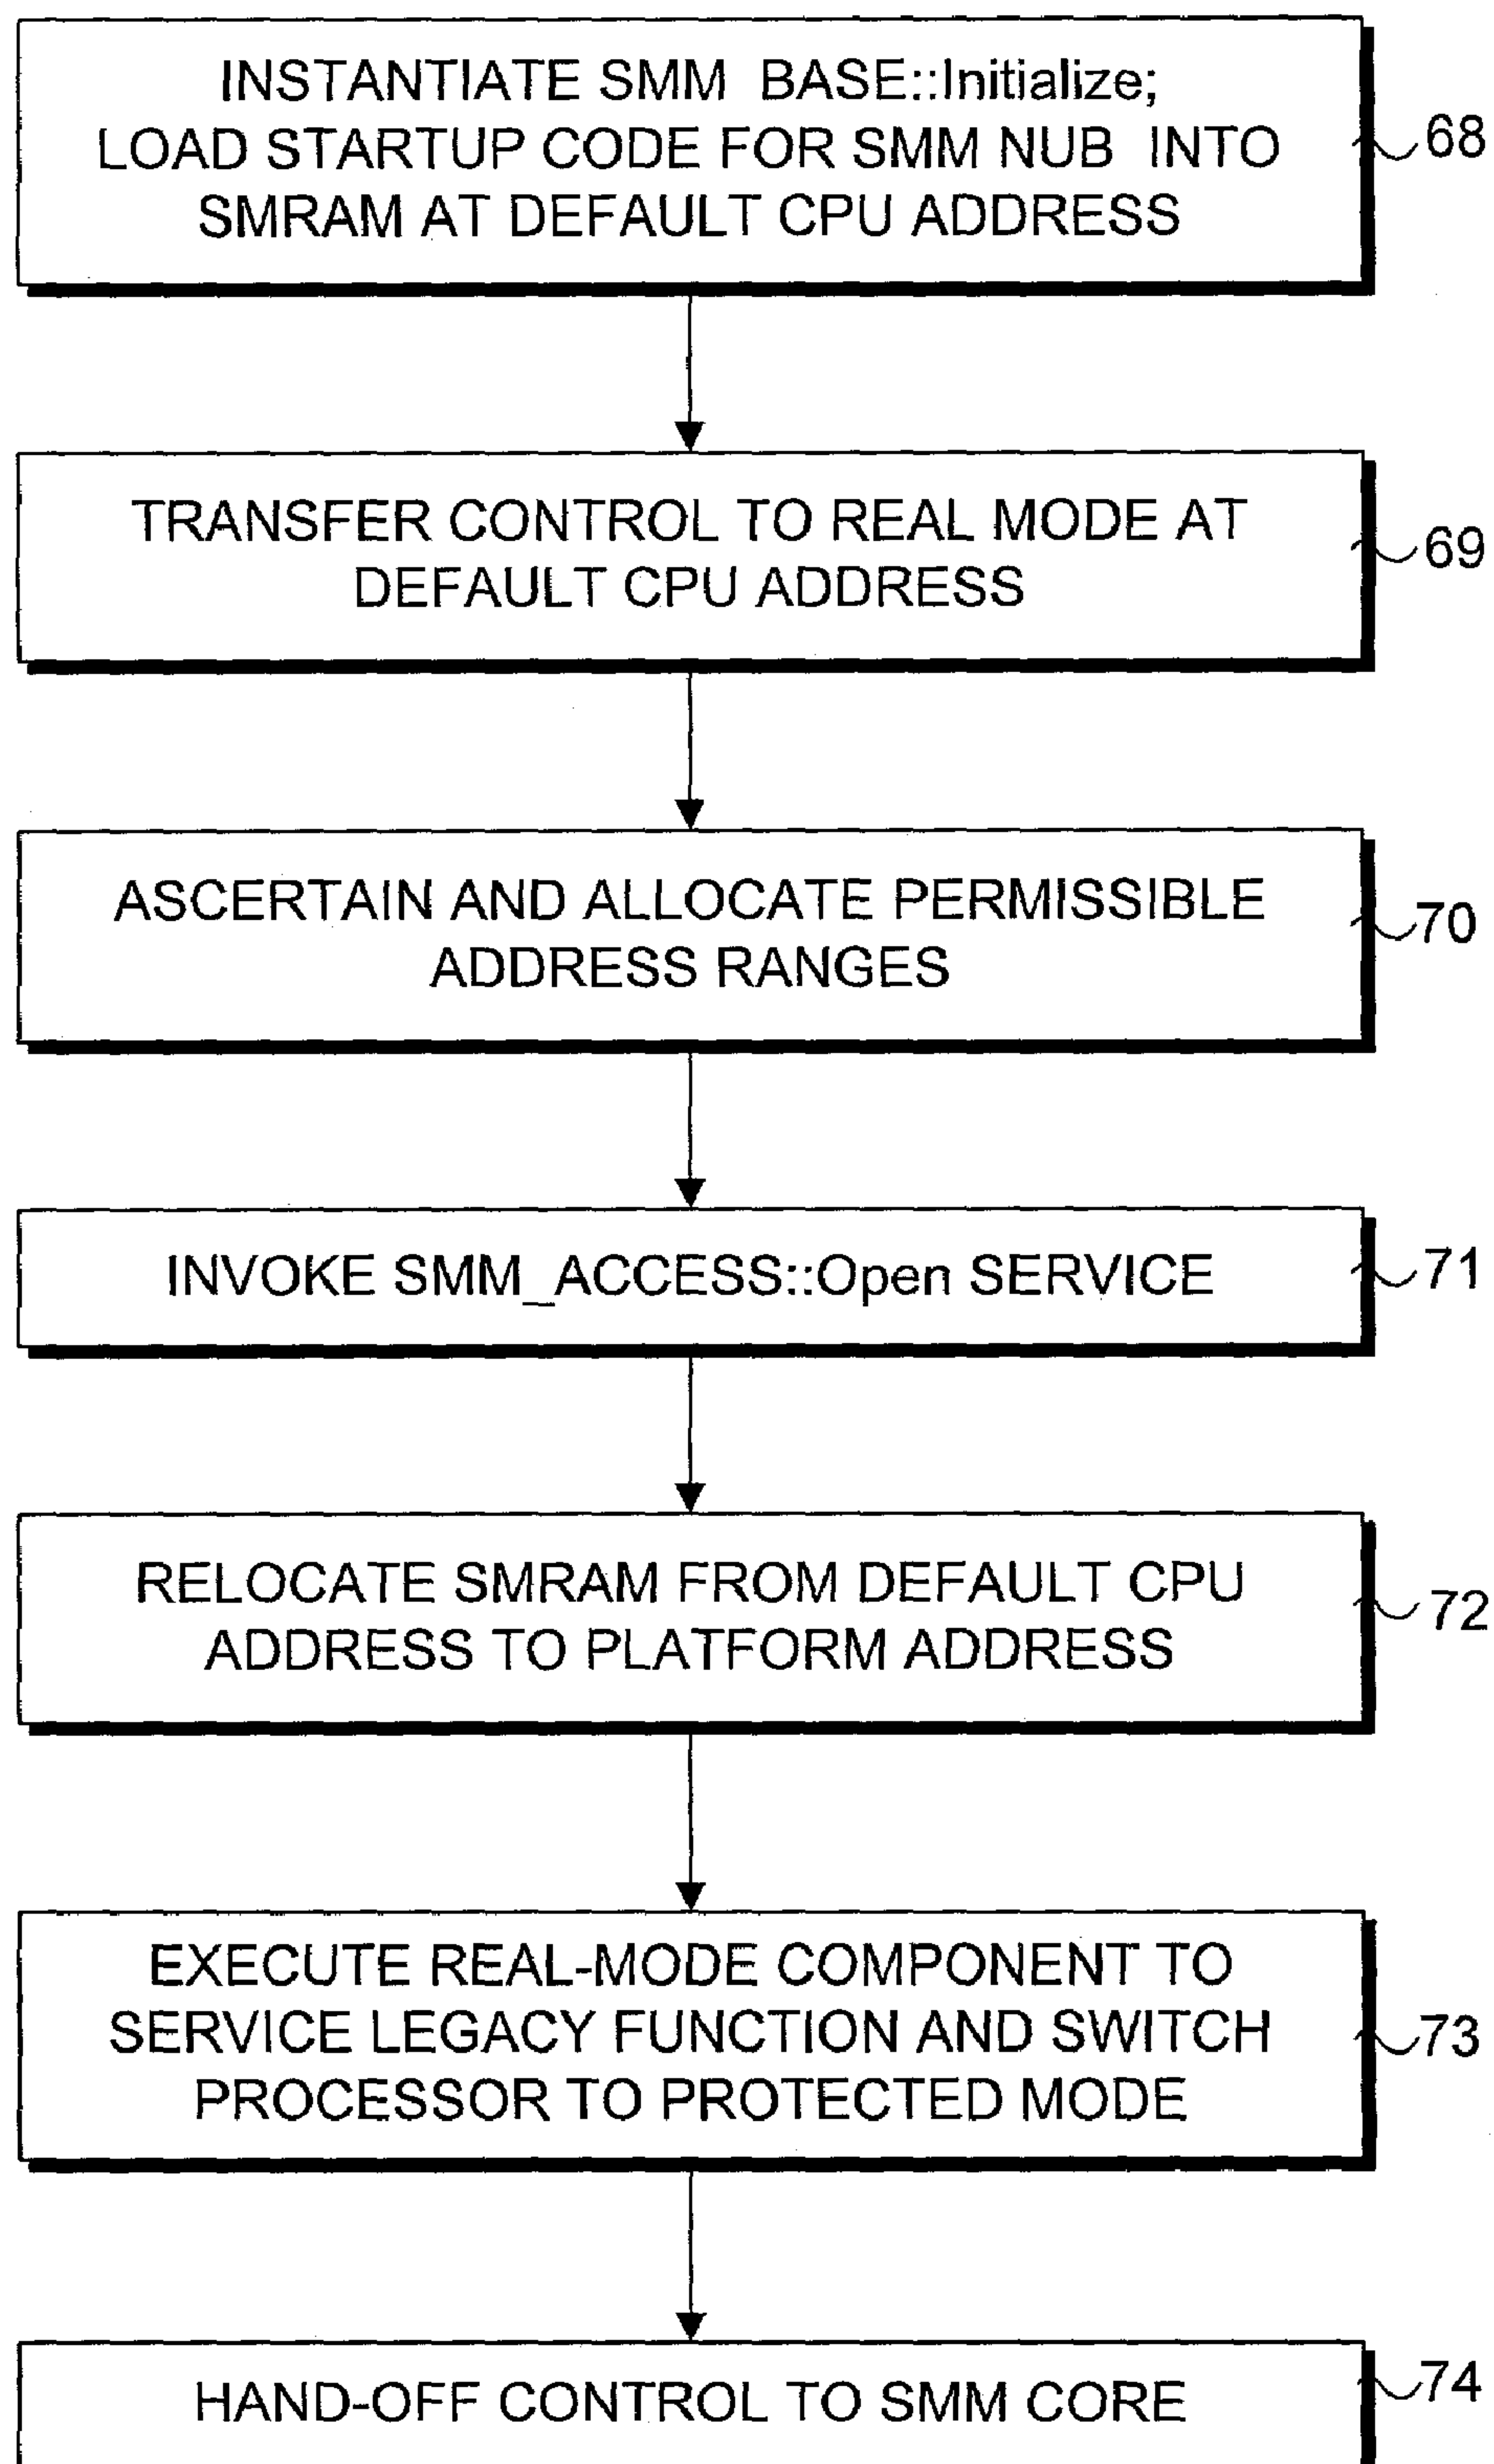 INSTANTIATE SMM BASE::Initialize;
LOAD STARTUP CODE FOR SMM NUB INTO
SMRAM AT DEFAULT CPU ADDRESS
68
TRANSFER CONTROL TO REAL MODE AT
DEFAULT CPU ADDRESS
69
ASCERTAIN AND ALLOCATE PERMISSIBLE
ADDRESS RANGES
70
INVOKE SMM_ACCESS::Open SERVICE
71
RELOCATE SMRAM FROM DEFAULT CPU
ADDRESS TO PLATFORM ADDRESS
72
EXECUTE REAL-MODE COMPONENT TO
SERVICE LEGACY FUNCTION AND SWITCH
PROCESSOR TO PROTECTED MODE
73
HAND-OFF CONTROL TO SMM CORE
74